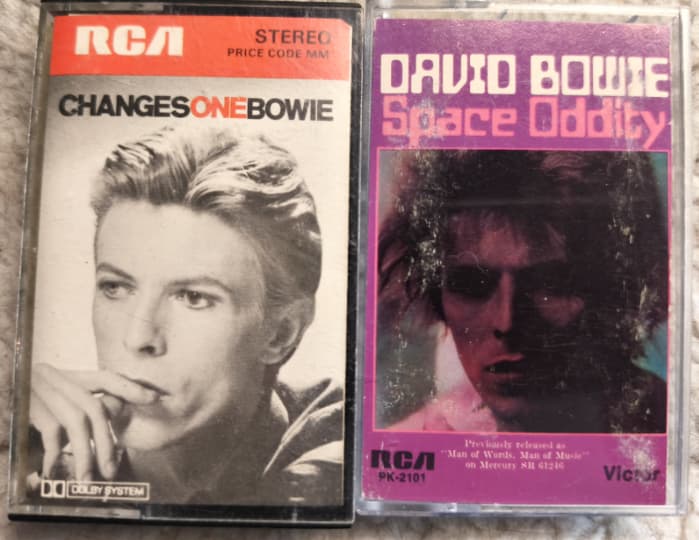 RCA
STEREO
PRICE CODE MM
CHANGESONEBOWIE
DOLBY SYSTEM
DAVID BOWIE
Space Oddity
Previously released as
"Man of Words, Man of Music"
on Mercury SR 61246
RCA
Victor
PK-2101